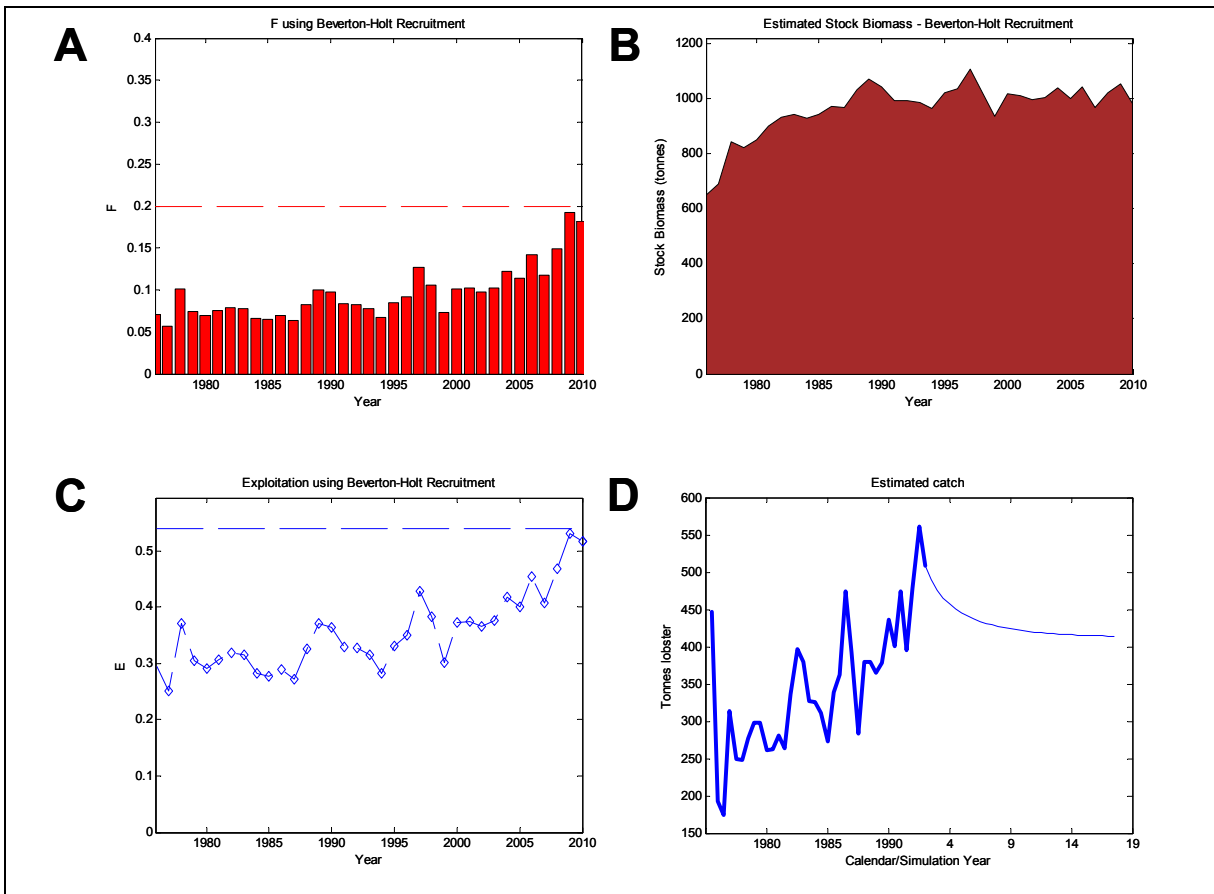 A
F using Beverton-Holt Recruitment
0.4
0.35
0.3
0.25
0.2
0.15
0.1
0.05
0
F
1980 1985 1990 1995 2000 2005 2010
Year
B
Estimated Stock Biomass - Beverton-Holt Recruitment
1200
1000
800
600
400
200
0
Stock Biomass (tonnes)
1980 1985 1990 1995 2000 2005 2010
Year
C
Exploitation using Beverton-Holt Recruitment
0.5
0.4
0.3
0.2
0.1
0
E
1980 1985 1990 1995 2000 2005 2010
Year
D
Estimated catch
600
550
500
450
400
350
300
250
200
150
Tonnes lobster
1980 1985 1990 4 9 14 19
Calendar/Simulation Year